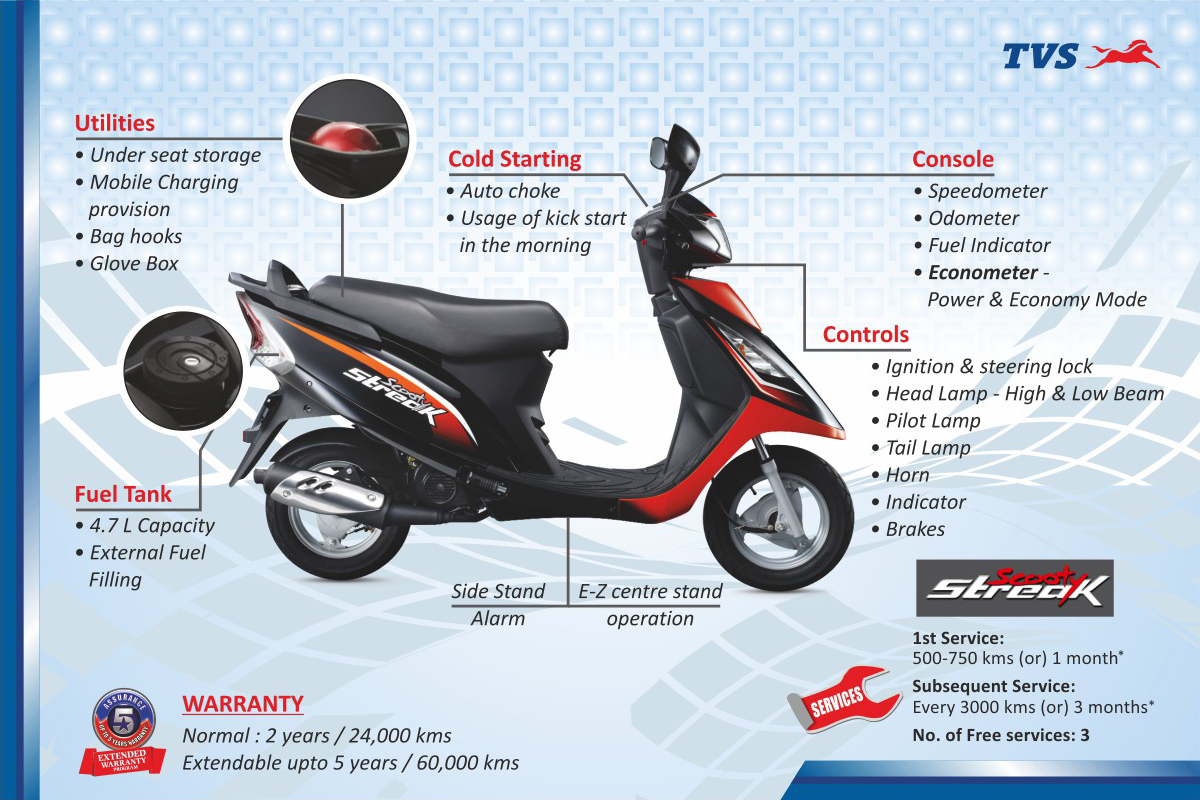 TVS
Utilities
• Under seat storage
• Mobile Charging
provision
• Bag hooks
• Glove Box
Cold Starting
• Auto choke
• Usage of kick start
in the morning
Console
• Speedometer
• Odometer
• Fuel Indicator
• Econometer -
Power & Economy Mode
Controls
• Ignition & steering lock
• Head Lamp - High & Low Beam
• Pilot Lamp
• Tail Lamp
• Horn
• Indicator
• Brakes
Scooty
Streak
Fuel Tank
• 4.7 L Capacity
• External Fuel
Filling
Side Stand
Alarm
E-Z centre stand
operation
Scooty
Streak
1st Service:
500-750 kms (or) 1 month*
Subsequent Service:
Every 3000 kms (or) 3 months*
No. of Free services: 3
SERVICES
ASSURANCE
5
UP TO 5 YEARS WARRANTY
EXTENDED
WARRANTY
PROGRAM
WARRANTY
Normal : 2 years / 24,000 kms
Extendable upto 5 years / 60,000 kms